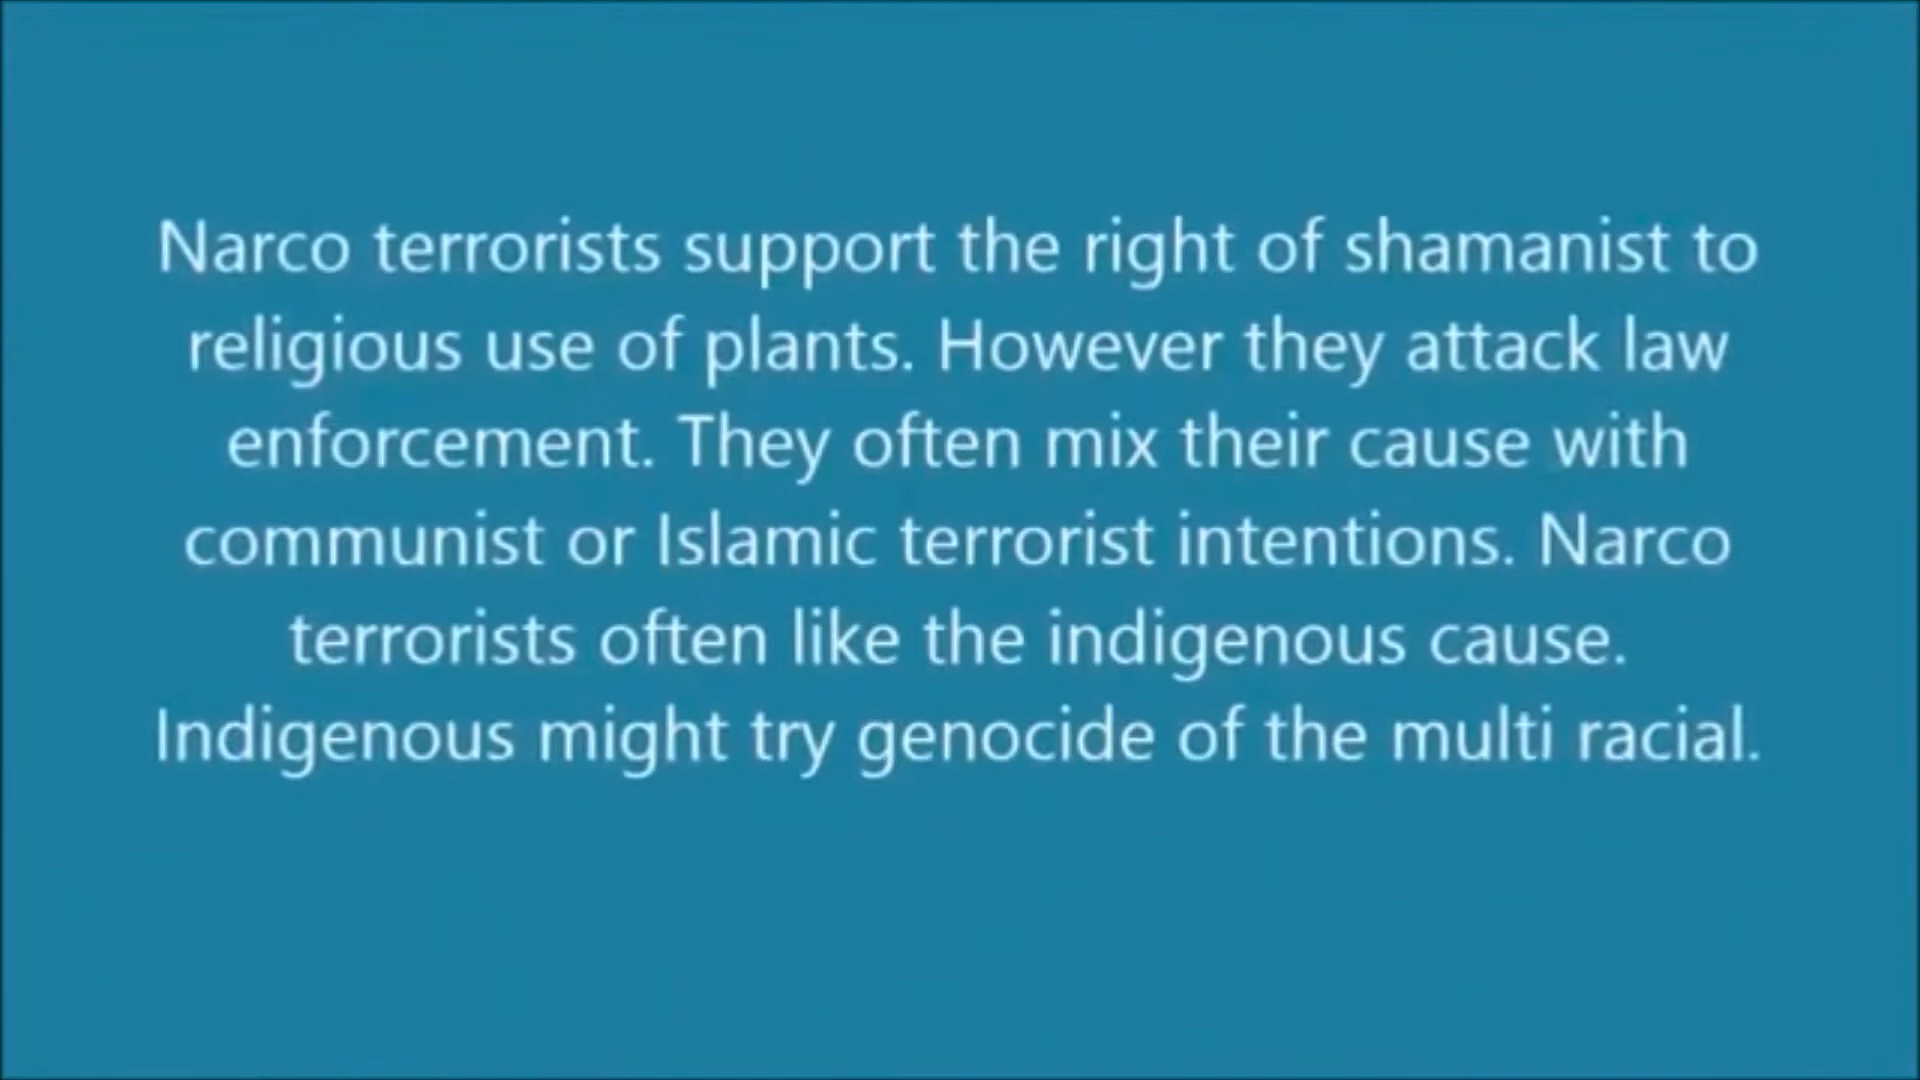 Narco terrorists support the right of shamanist to
religious use of plants. However they attack law
enforcement. They often mix their cause with
communist or Islamic terrorist intentions. Narco
terrorists often like the indigenous cause.
Indigenous might try genocide of the multi racial.